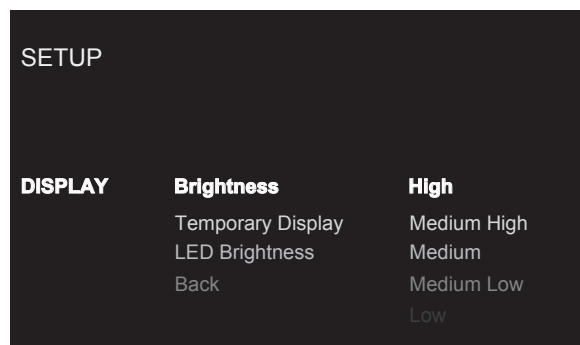 SETUP
DISPLAY Brightness High
Temporary Display Medium High
LED Brightness Medium
Back Medium Low
Low